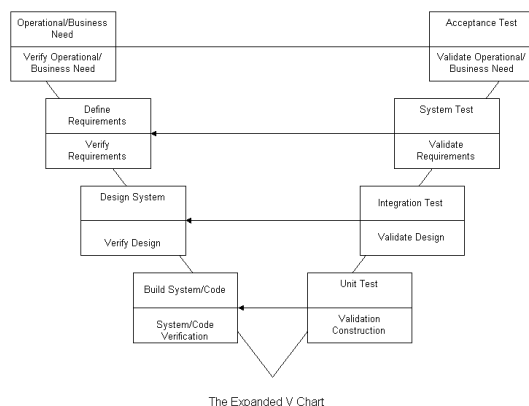 Operational/Business
Need
Verify Operational/
Business Need
Acceptance Test
Validate Operational/
Business Need
Define
Requirements
Verify
Requirements
System Test
Validate
Requirements
Design System
Verify Design
Integration Test
Validate Design
Build System/Code
System/Code
Verification
Unit Test
Validation
Construction
The Expanded V Chart